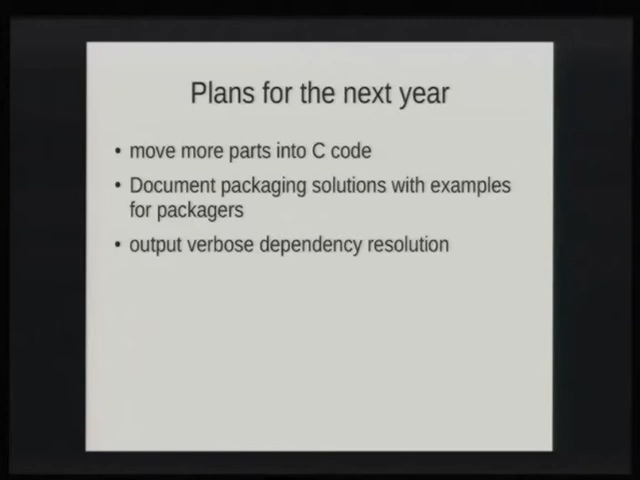 Plans for the next year
• move more parts into C code
• Document packaging solutions with examples
for packagers
• output verbose dependency resolution